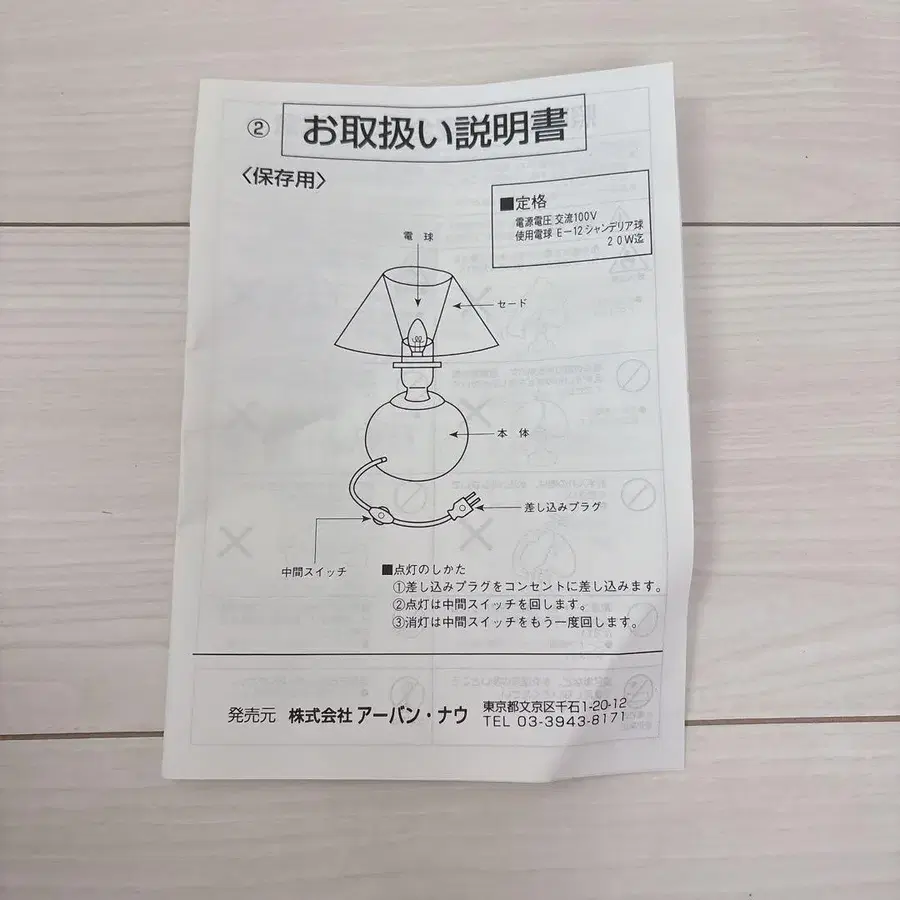 ② お取扱い説明書
〈保存用〉
■定格
電源電圧 交流100V
使用電球 E-12シャンデリア球
20W迄
電球
セード
本体
差し込みプラグ
中間スイッチ
■点灯のしかた
①差し込みプラグをコンセントに差し込みます。
②点灯は中間スイッチを回します。
③消灯は中間スイッチをもう一度回します。
発売元 株式会社 アーバン・ナウ
東京都文京区千石1-20-12
TEL 03-3943-8171